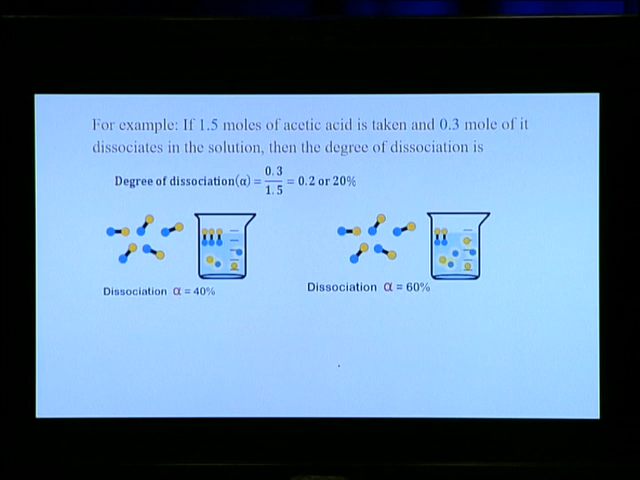 For example: If 1.5 moles of acetic acid is taken and 0.3 mole of it
dissociates in the solution, then the degree of dissociation is
Degree of dissociation(α) = 0.3/1.5 = 0.2 or 20%
Dissociation α = 40%
Dissociation α = 60%